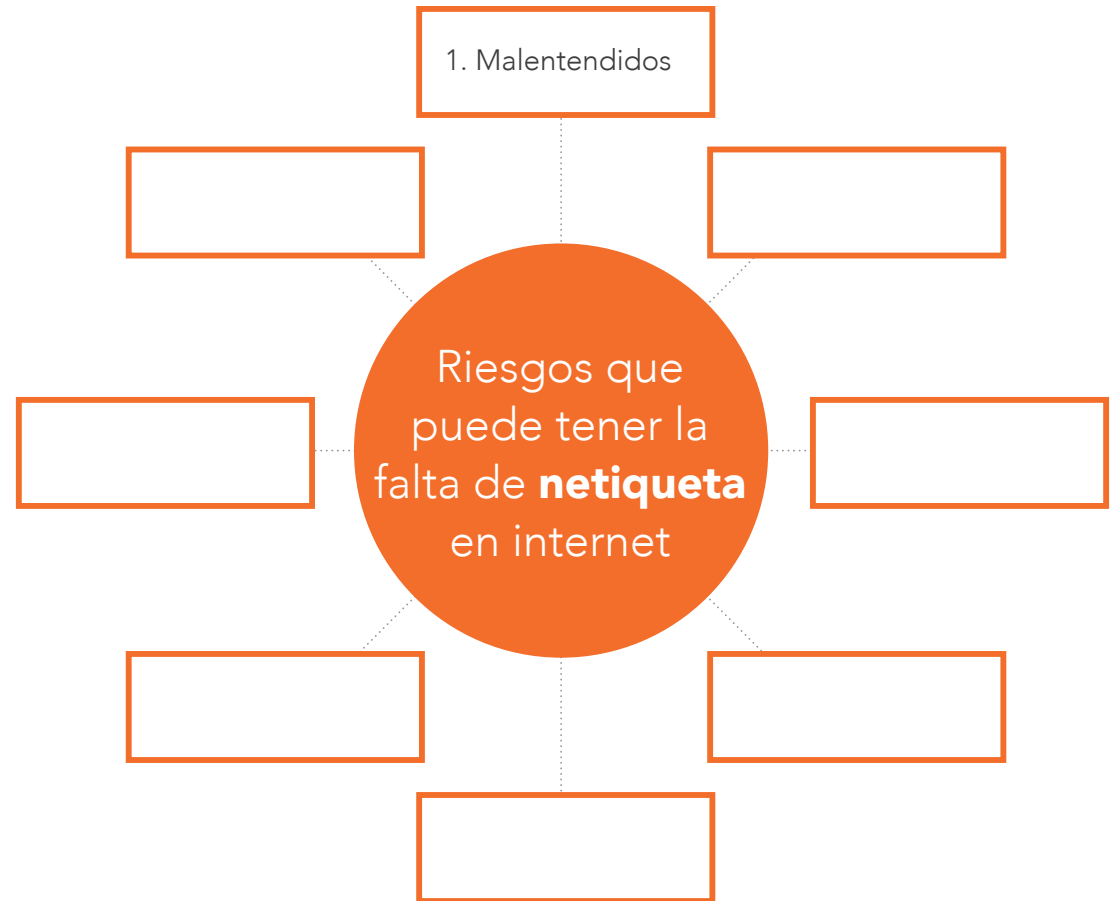 1. Malentendidos
Riesgos que
puede tener la
falta de netiqueta
en internet